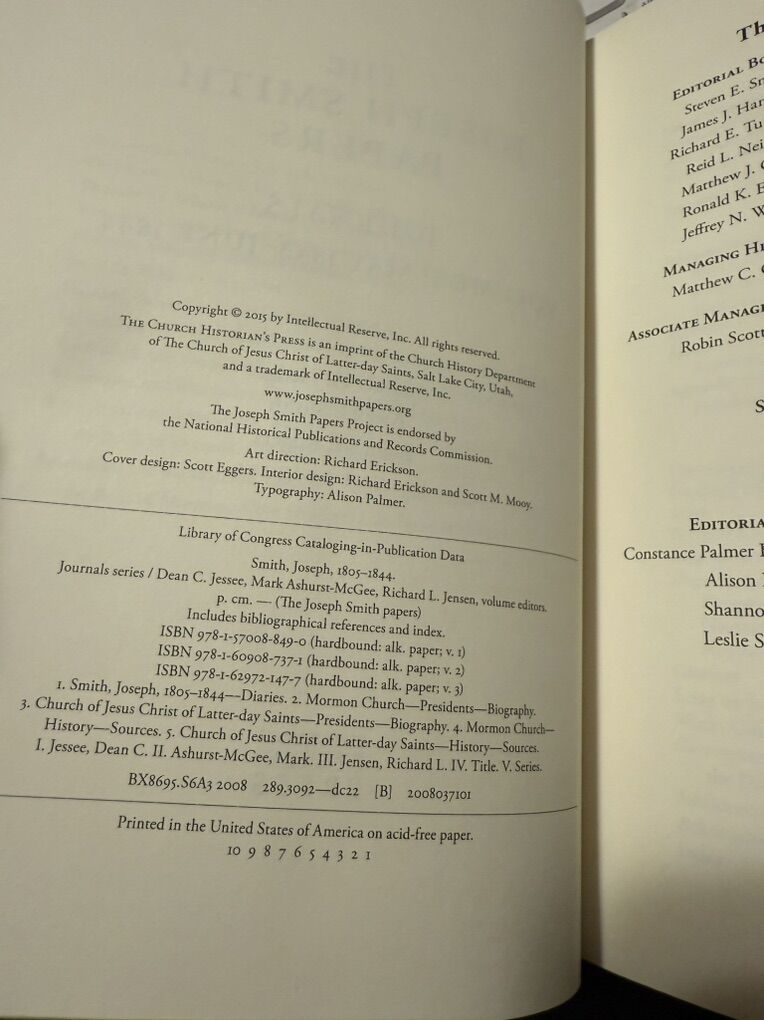 Copyright © 2015 by Intellectual Reserve, Inc. All rights reserved.
The Church Historian's Press is an imprint of the Church History Department
of The Church of Jesus Christ of Latter-day Saints, Salt Lake City, Utah,
and a trademark of Intellectual Reserve, Inc.
www.josephsmithpapers.org
The Joseph Smith Papers Project is endorsed by
the National Historical Publications and Records Commission.
Art direction: Richard Erickson.
Cover design: Scott Eggers. Interior design: Richard Erickson and Scott M. Mooy.
Typography: Alison Palmer.
Library of Congress Cataloging-in-Publication Data
Smith, Joseph, 1805–1844.
Journals series / Dean C. Jessee, Mark Ashurst-McGee, Richard L. Jensen, volume editors.
p. cm. — (The Joseph Smith papers)
Includes bibliographical references and index.
ISBN 978-1-57008-849-0 (hardbound: alk. paper; v. 1)
ISBN 978-1-60908-737-1 (hardbound: alk. paper; v. 2)
ISBN 978-1-62972-147-7 (hardbound: alk. paper; v. 3)
1. Smith, Joseph, 1805–1844—Diaries. 2. Mormon Church—Presidents—Biography.
3. Church of Jesus Christ of Latter-day Saints—Presidents—Biography. 4. Mormon Church—
History—Sources. 5. Church of Jesus Christ of Latter-day Saints—History—Sources.
I. Jessee, Dean C. II. Ashurst-McGee, Mark. III. Jensen, Richard L. IV. Title. V. Series.
BX8695.S6A3 2008 289.3092—dc22 [B] 2008037101
Printed in the United States of America on acid-free paper.
10 9 8 7 6 5 4 3 2 1
Th
Editorial Bo
Steven E. Sn
James J. Ham
Richard E. Tu
Reid L. Nei
Matthew J. G
Ronald K. E
Jeffrey N. W
Managing Hi
Matthew C. G
Associate Manag
Robin Scott
S
Editoria
Constance Palmer
Alison
Shanno
Leslie S